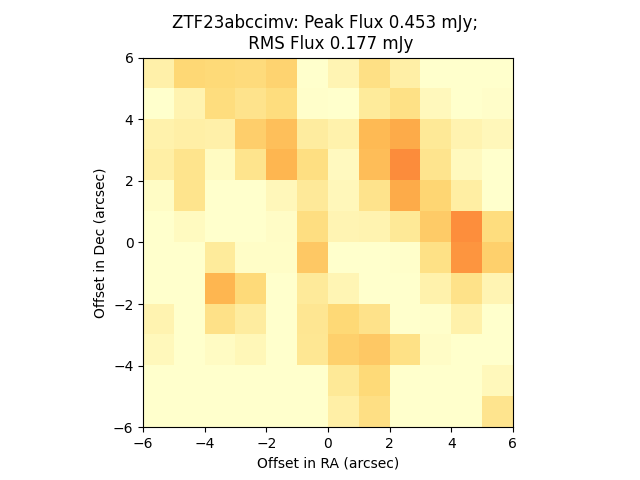 ZTF23abccimv: Peak Flux 0.453 mJy;
RMS Flux 0.177 mJy
6
4
2
0
−2
−4
−6
Offset in Dec (arcsec)
−6 −4 −2 0 2 4 6
Offset in RA (arcsec)